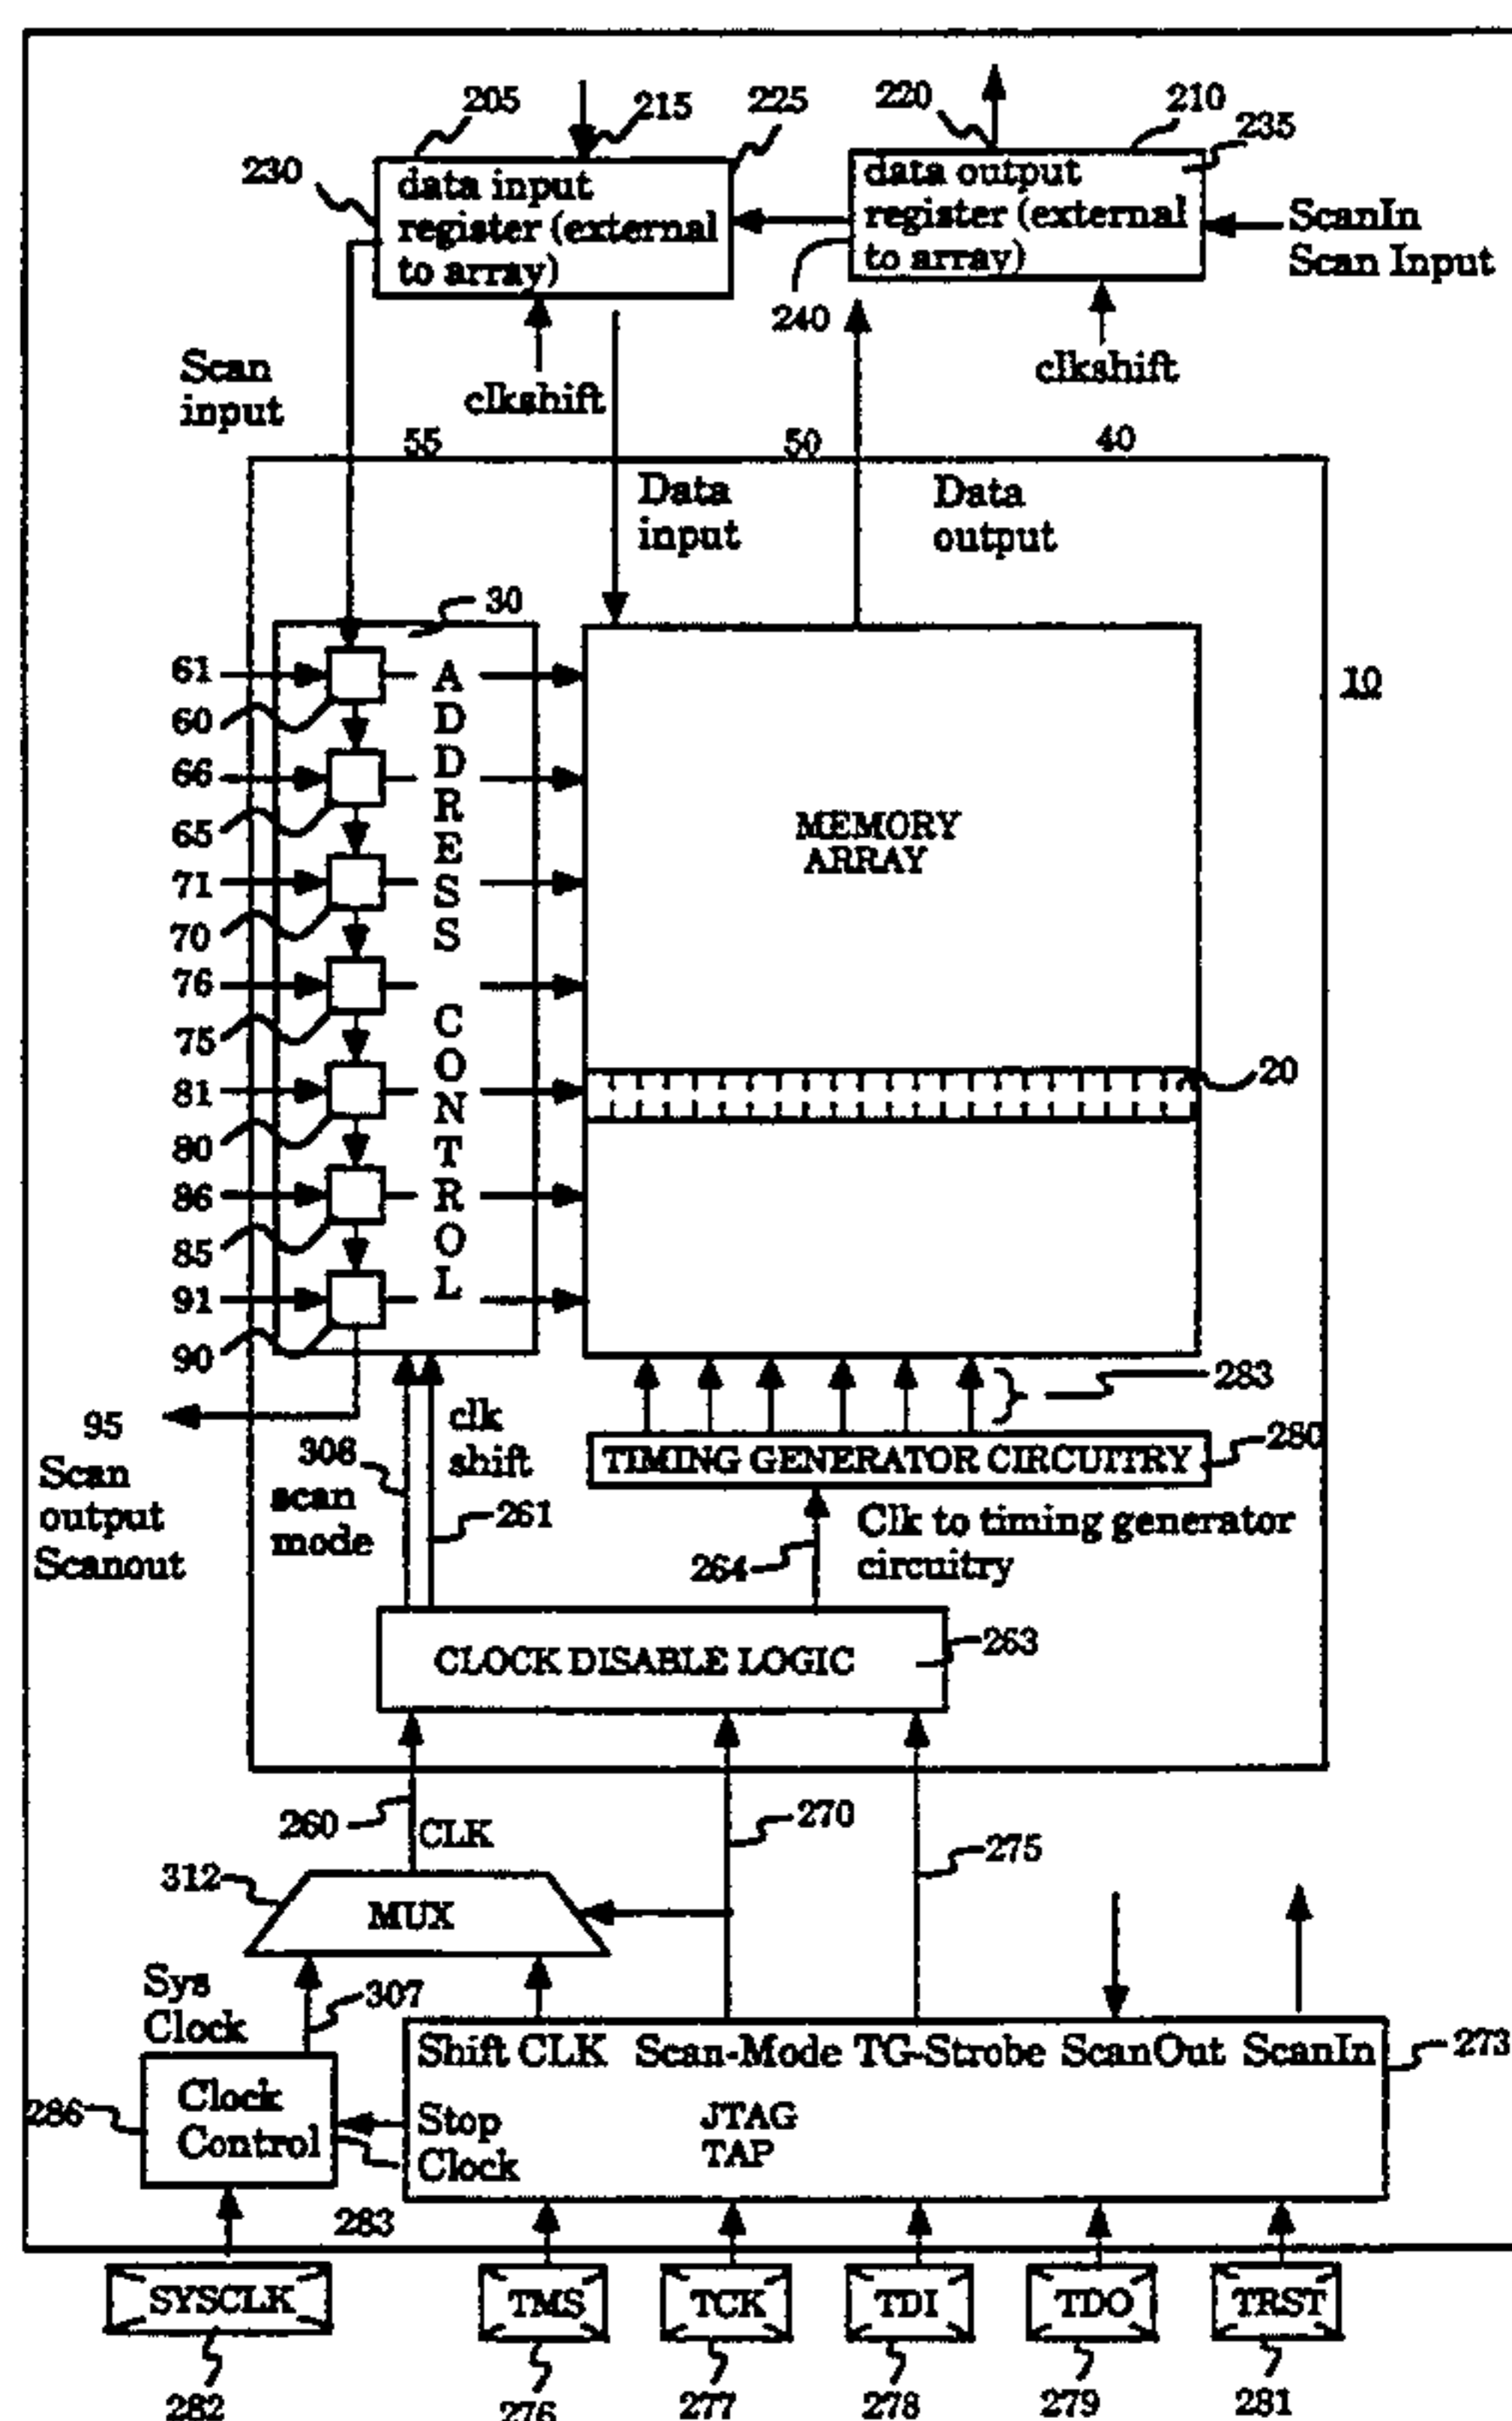 205
215
225
220
210
235
230
data input
register (external
to array)
data output
register (external
to array)
ScanIn
Scan Input
240
Scan
input
clkshift
clkshift
55
50
40
Data
input
Data
output
30
10
61
60
66
65
71
70
76
75
81
80
86
85
91
90
ADDRESS CONTROL
MEMORY
ARRAY
20
283
95
Scan
output
Scanout
308
scan
mode
clk
shift
261
TIMING GENERATOR CIRCUITRY
280
264
Clk to timing generator
circuitry
CLOCK DISABLE LOGIC
263
260
CLK
270
275
312
MUX
Sys
Clock
307
Shift CLK
Scan-Mode
TG-Strobe
ScanOut
ScanIn
273
286
Clock
Control
Stop
Clock
JTAG
TAP
283
SYSCLK
TMS
TCK
TDI
TDO
TRST
282
276
277
278
279
281